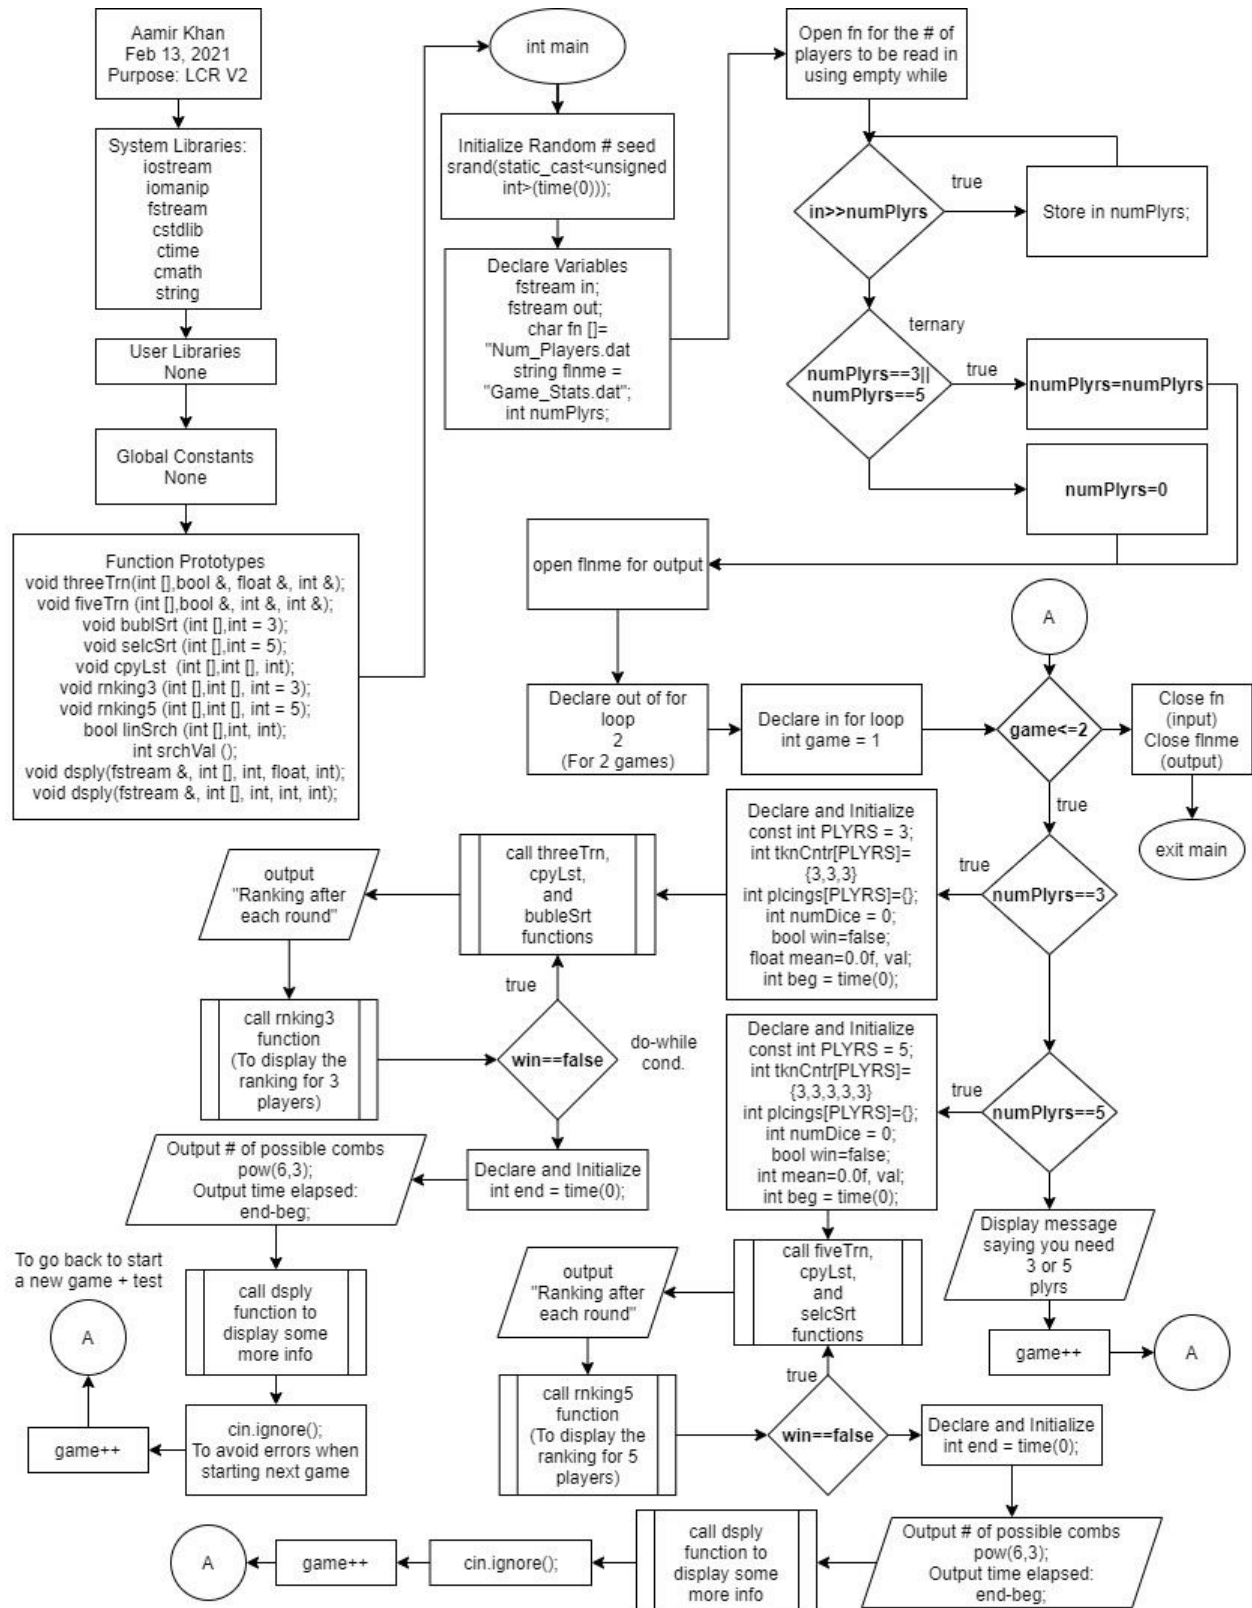 Aamir Khan
Feb 13, 2021
Purpose: LCR V2
System Libraries:
iostream
iomanip
fstream
cstdlib
ctime
cmath
string
User Libraries
None
Global Constants
None
Function Prototypes
void threeTrn(int [],bool &, float &, int &);
void fiveTrn (int [],bool &, int &, int &);
void bublSrt (int [],int = 3);
void selcSrt (int [],int = 5);
void cpyLst  (int [],int [], int);
void rnking3 (int [],int [], int = 3);
void rnking5 (int [],int [], int = 5);
bool linSrch (int [],int, int);
int srchVal ();
void dsply(fstream &, int [], int, float, int);
void dsply(fstream &, int [], int, int, int);
int main
Initialize Random # seed
srand(static_cast<unsigned
int>(time(0)));
Declare Variables
fstream in;
fstream out;
char fn []=
"Num_Players.dat
string flnme =
"Game_Stats.dat";
int numPlyrs;
Open fn for the # of
players to be read in
using empty while
in>>numPlyrs
true
Store in numPlyrs;
ternary
numPlyrs==3||
numPlyrs==5
true
numPlyrs=numPlyrs
numPlyrs=0
open flnme for output
Declare out of for
loop
2
(For 2 games)
Declare in for loop
int game = 1
A
game<=2
Close fn
(input)
Close flnme
(output)
exit main
true
numPlyrs==3
true
Declare and Initialize
const int PLYRS = 3;
int tknCntr[PLYRS]=
{3,3,3}
int plcings[PLYRS]={};
int numDice = 0;
bool win=false;
float mean=0.0f, val;
int beg = time(0);
call threeTrn,
cpyLst,
and
bubleSrt
functions
output
"Ranking after
each round"
call rnking3
function
(To display the
ranking for 3
players)
true
win==false
do-while
cond.
Declare and Initialize
int end = time(0);
Output # of possible combs
pow(6,3);
Output time elapsed:
end-beg;
call dsply
function to
display some
more info
cin.ignore();
To avoid errors when
starting next game
game++
A
To go back to start
a new game + test
numPlyrs==5
true
Declare and Initialize
const int PLYRS = 5;
int tknCntr[PLYRS]=
{3,3,3,3,3}
int plcings[PLYRS]={};
int numDice = 0;
bool win=false;
int mean=0.0f, val;
int beg = time(0);
Display message
saying you need
3 or 5
plyrs
game++
A
call fiveTrn,
cpyLst,
and
selcSrt
functions
output
"Ranking after
each round"
call rnking5
function
(To display the
ranking for 5
players)
true
win==false
Declare and Initialize
int end = time(0);
Output # of possible combs
pow(6,3);
Output time elapsed:
end-beg;
call dsply
function to
display some
more info
cin.ignore();
game++
A